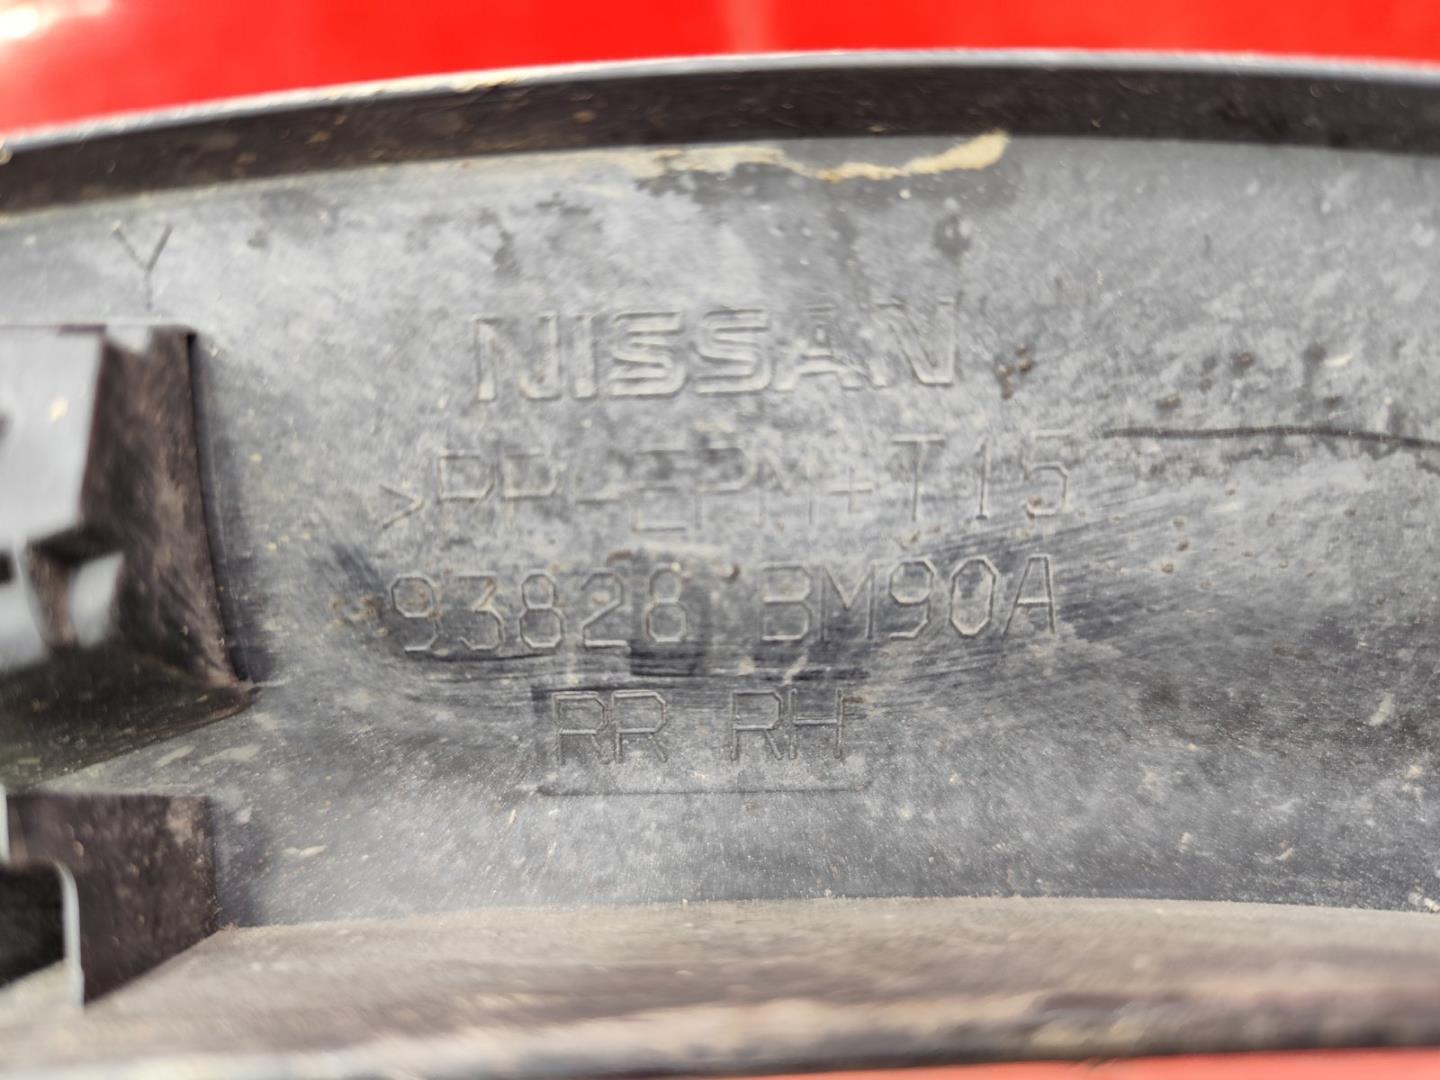 Y
NISSAN
>PP+EPM+T15
93828 BM90A
RR RH